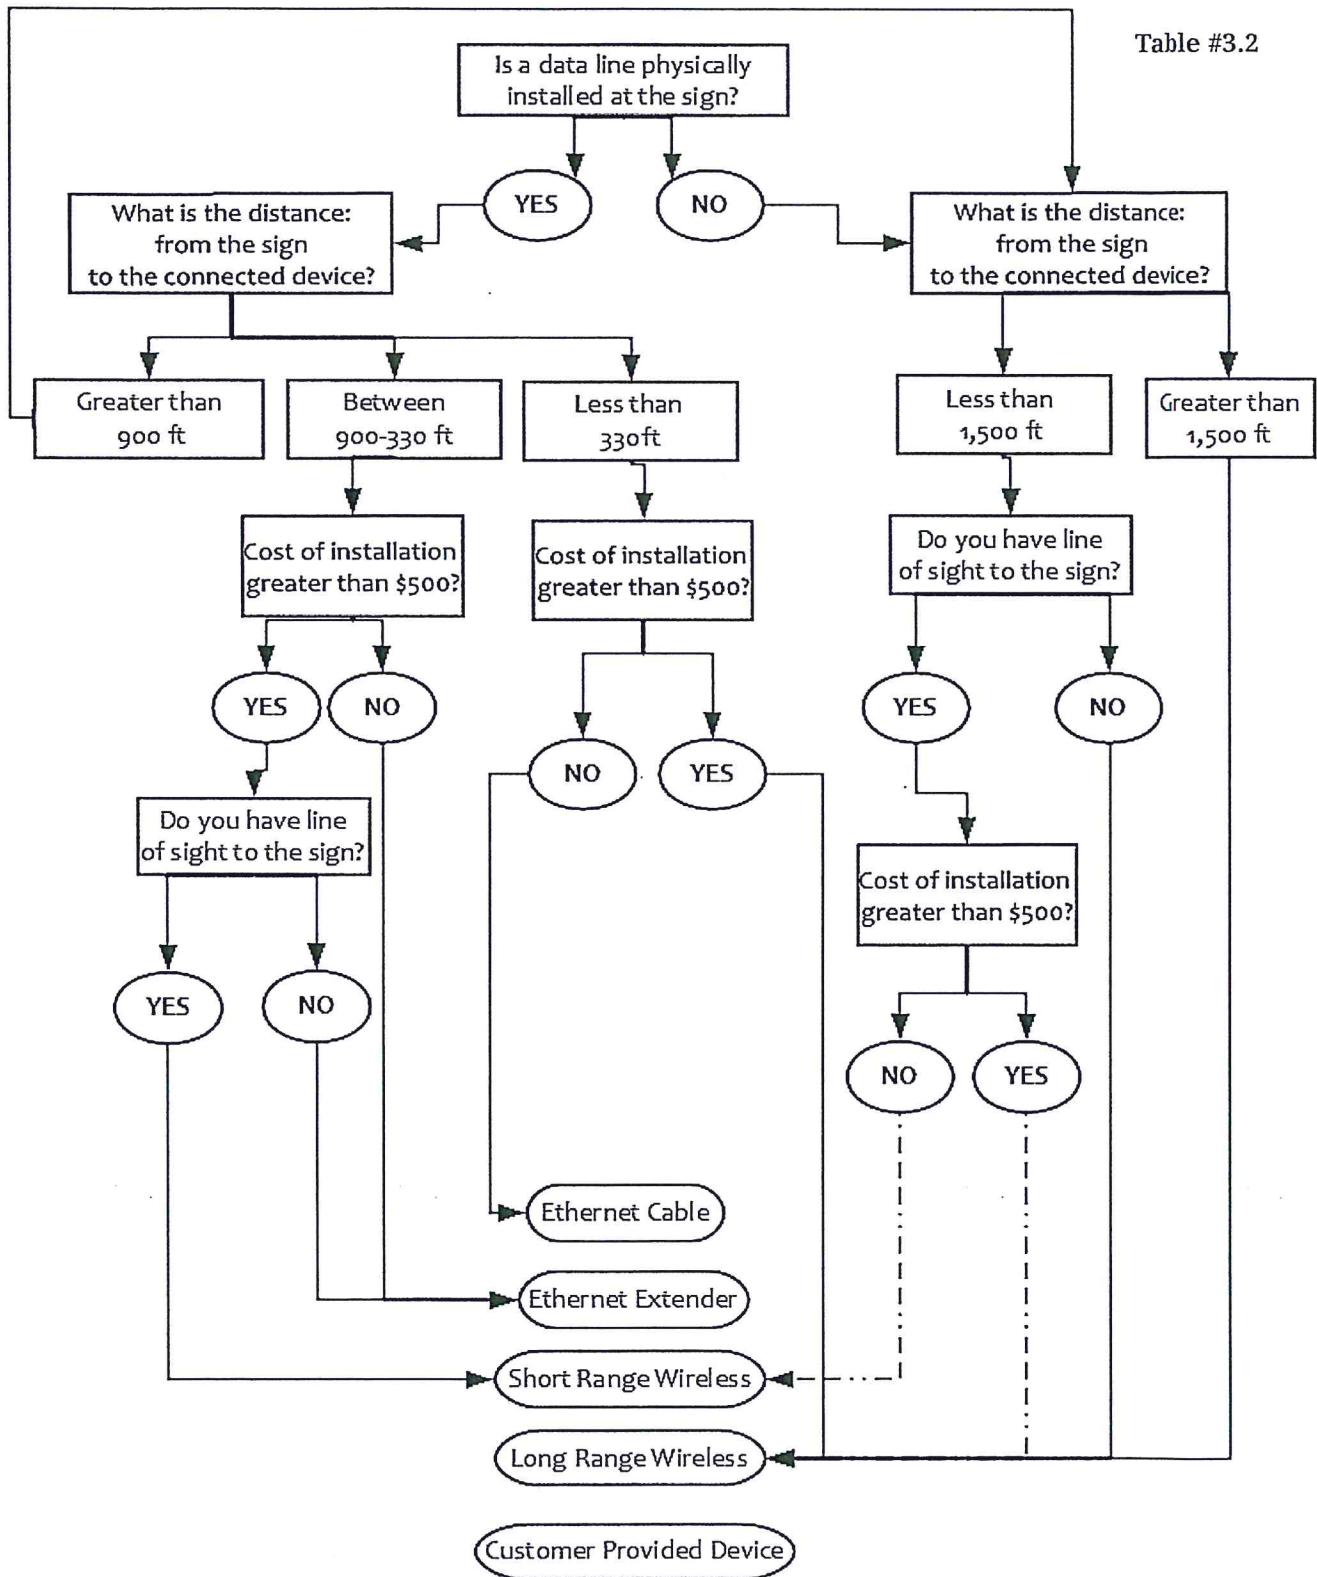 Table #3.2
Is a data line physically
installed at the sign?
YES
NO
What is the distance:
from the sign
to the connected device?
What is the distance:
from the sign
to the connected device?
Greater than
900 ft
Between
900-330 ft
Less than
330ft
Less than
1,500 ft
Greater than
1,500 ft
Cost of installation
greater than $500?
Cost of installation
greater than $500?
Do you have line
of sight to the sign?
YES
NO
NO
YES
YES
NO
Do you have line
of sight to the sign?
Cost of installation
greater than $500?
YES
NO
NO
YES
Ethernet Cable
Ethernet Extender
Short Range Wireless
Long Range Wireless
Customer Provided Device